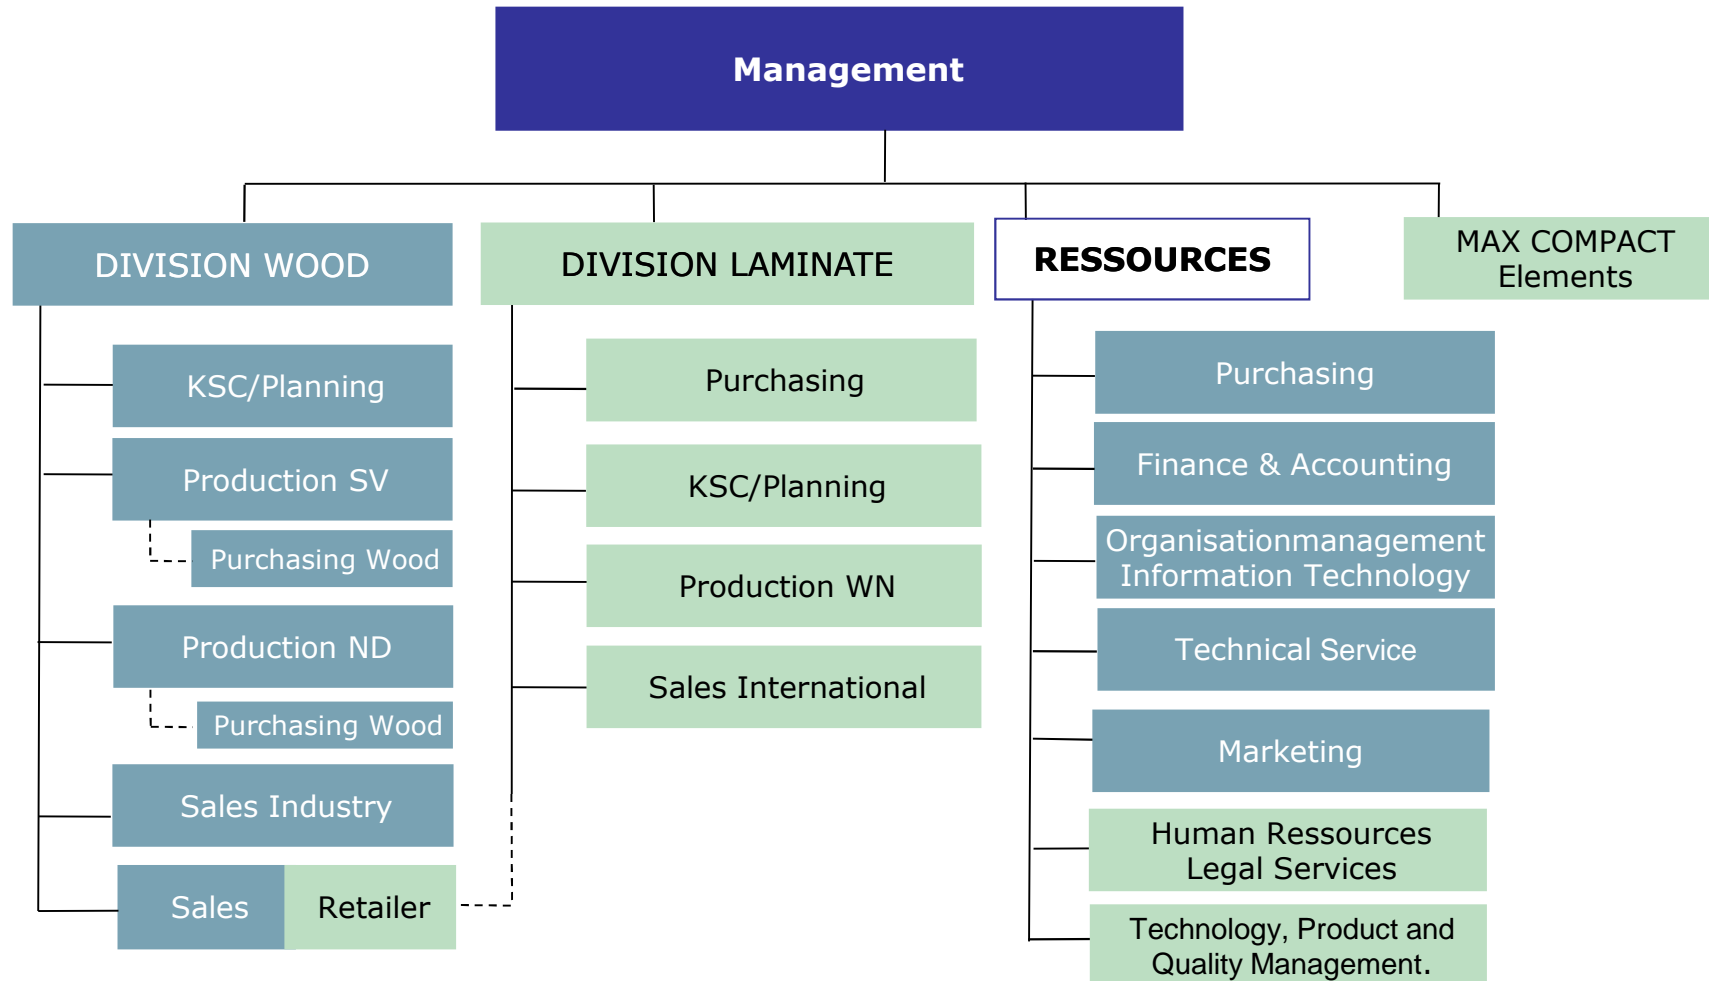 Management
DIVISION WOOD
DIVISION LAMINATE
RESSOURCES
MAX COMPACT
Elements
KSC/Planning
Production SV
Purchasing Wood
Production ND
Purchasing Wood
Sales Industry
Sales
Retailer
Purchasing
KSC/Planning
Production WN
Sales International
Purchasing
Finance & Accounting
Organisationmanagement
Information Technology
Technical Service
Marketing
Human Ressources
Legal Services
Technology, Product and
Quality Management.